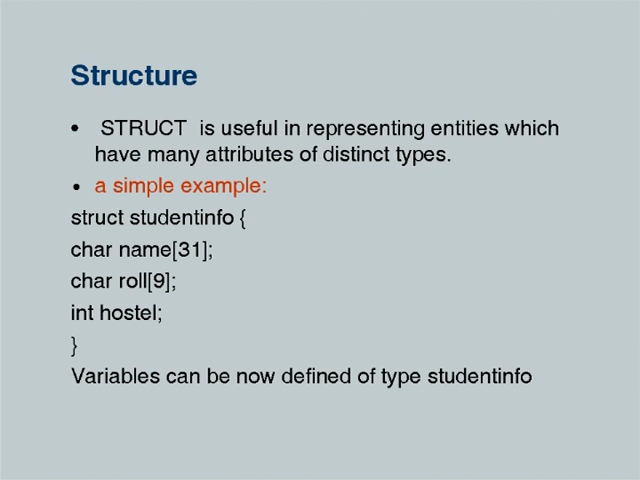 Structure
• STRUCT is useful in representing entities which
have many attributes of distinct types.
• a simple example:
struct studentinfo {
char name[31];
char roll[9];
int hostel;
}
Variables can be now defined of type studentinfo